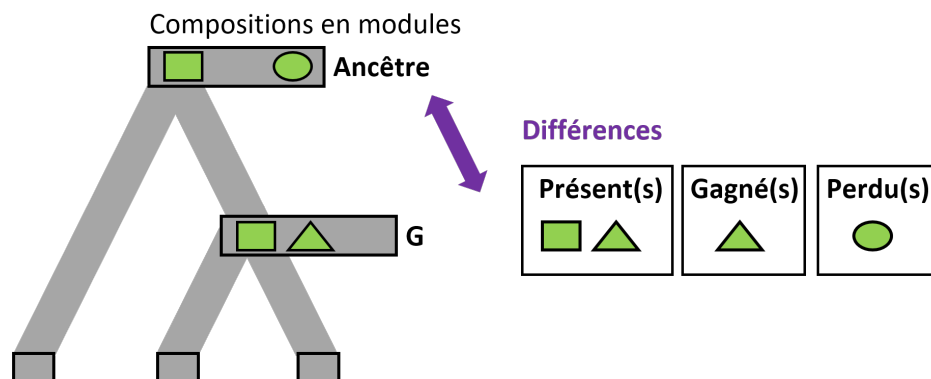 Compositions en modules
Ancêtre
Différences
Présent(s)
Gagné(s)
Perdu(s)
G